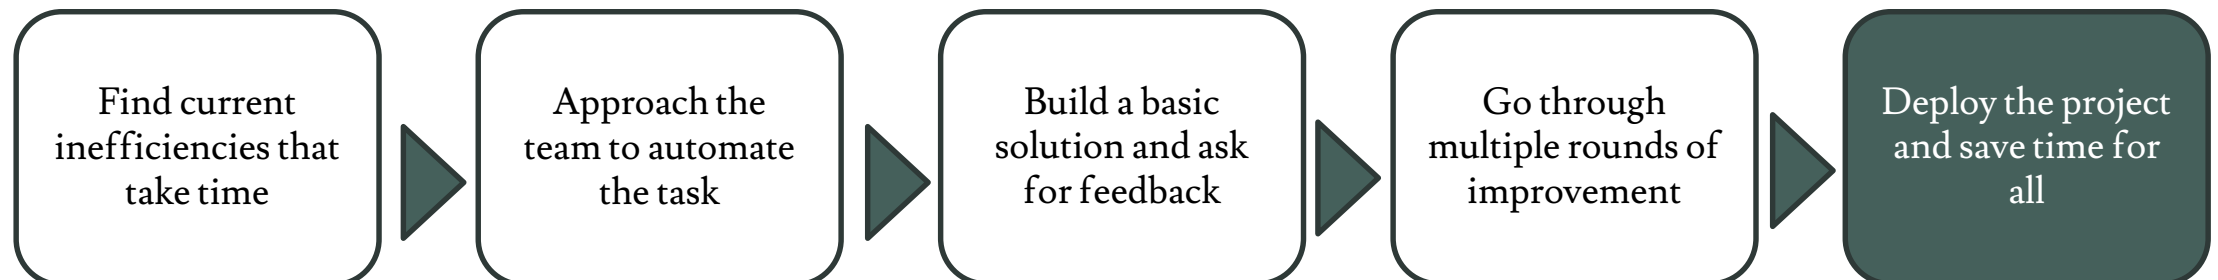 Find current
inefficiencies that
take time
Approach the
team to automate
the task
Build a basic
solution and ask
for feedback
Go through
multiple rounds of
improvement
Deploy the project
and save time for
all